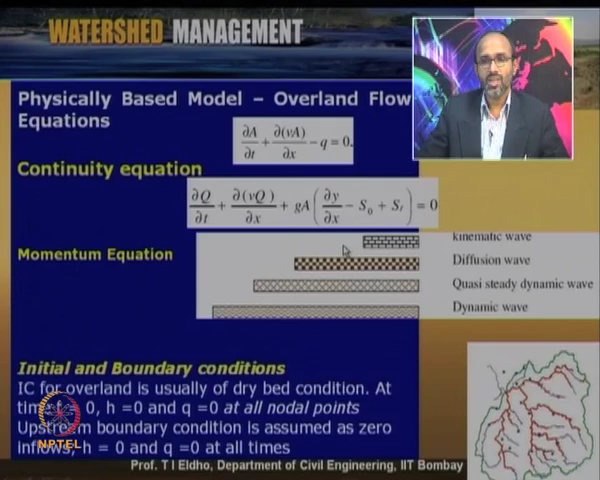 WATERSHED MANAGEMENT
Physically Based Model – Overland Flow
Equations
∂A/∂t + ∂(vA)/∂x − q = 0.
Continuity equation
∂Q/∂t + ∂(vQ)/∂x + gA(∂y/∂x − S₀ + S_f) = 0
Momentum Equation
kinematic wave
Diffusion wave
Quasi steady dynamic wave
Dynamic wave
Initial and Boundary conditions
IC for overland is usually of dry bed condition. At
time t = 0, h =0 and q =0 at all nodal points
Upstream boundary condition is assumed as zero
inflows; h = 0 and q =0 at all times
NPTEL
Prof. T I Eldho, Department of Civil Engineering, IIT Bombay